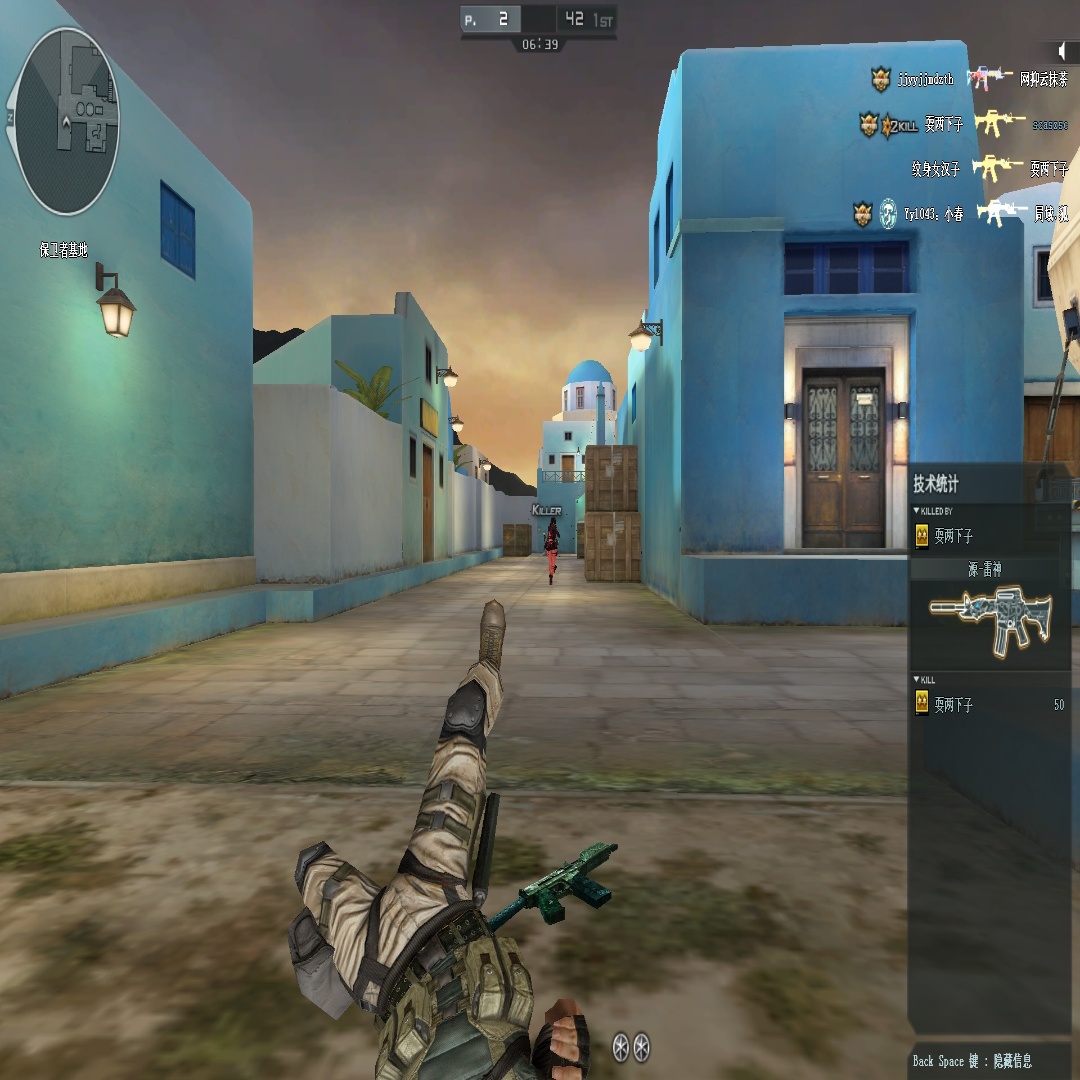 P. 2 42 1ST
06:39
Z
jjvyjjmdzth 网抑云抹茶
2KILL 耍两下子 scaszsc
纹身女汉子 耍两下子
Yy1043。小春
保卫者基地
KILLER
技术统计
▼KILLED BY
耍两下子
源-雷神
▼KILL
耍两下子 50
Back Space 键 : 隐藏信息